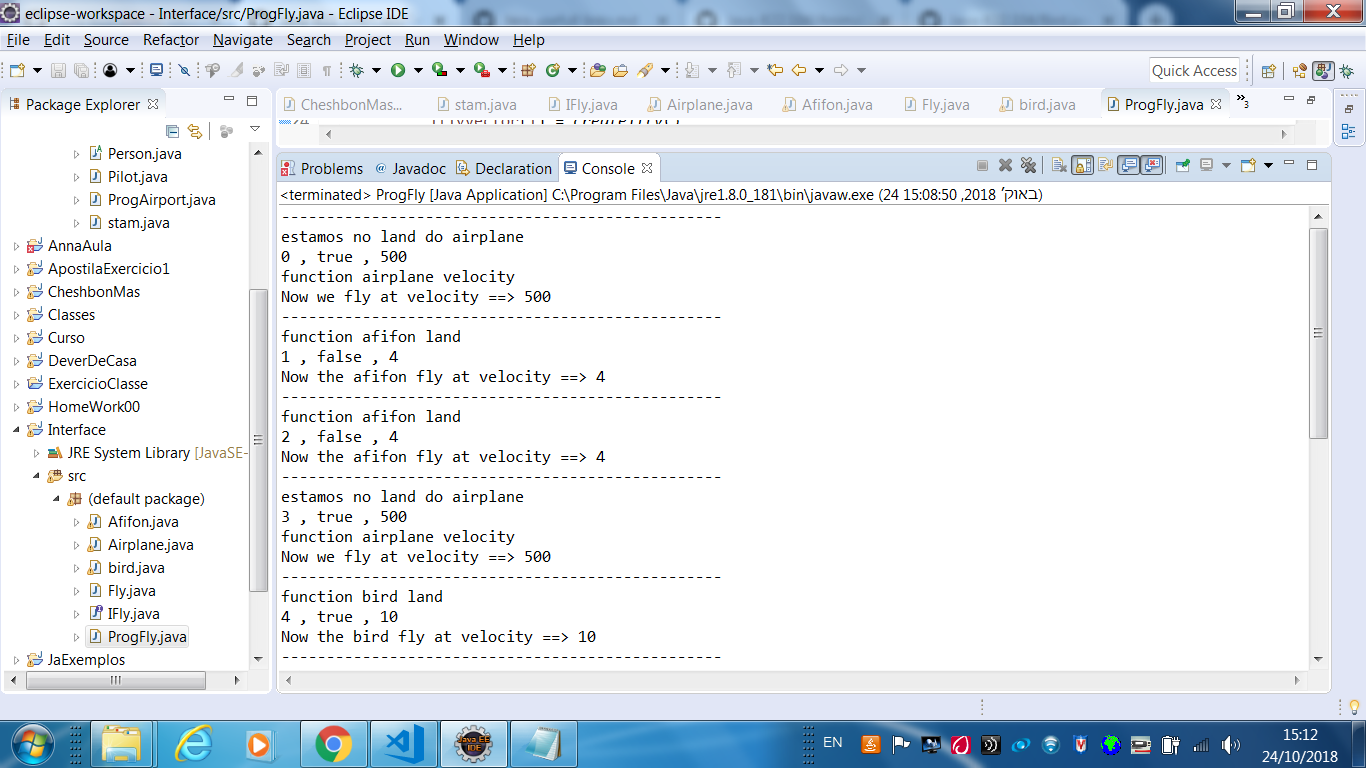 eclipse-workspace - Interface/src/ProgFly.java - Eclipse IDE
File Edit Source Refactor Navigate Search Project Run Window Help
Quick Access
Package Explorer
Person.java
Pilot.java
ProgAirport.java
stam.java
AnnaAula
ApostilaExercicio1
CheshbonMas
Classes
Curso
DeverDeCasa
ExercicioClasse
HomeWork00
Interface
JRE System Library [JavaSE-
src
(default package)
Afifon.java
Airplane.java
bird.java
Fly.java
IFly.java
ProgFly.java
JaExemplos
CheshbonMas... stam.java IFly.java Airplane.java Afifon.java Fly.java bird.java ProgFly.java »3
Problems @ Javadoc Declaration Console
<terminated> ProgFly [Java Application] C:\Program Files\Java\jre1.8.0_181\bin\javaw.exe (24 באוק׳ 2018, 15:08:50)
-------------------------------------------------
estamos no land do airplane
0 , true , 500
function airplane velocity
Now we fly at velocity ==> 500
-------------------------------------------------
function afifon land
1 , false , 4
Now the afifon fly at velocity ==> 4
-------------------------------------------------
function afifon land
2 , false , 4
Now the afifon fly at velocity ==> 4
-------------------------------------------------
estamos no land do airplane
3 , true , 500
function airplane velocity
Now we fly at velocity ==> 500
-------------------------------------------------
function bird land
4 , true , 10
Now the bird fly at velocity ==> 10
-------------------------------------------------
Java EE
IDE
EN
15:12
24/10/2018